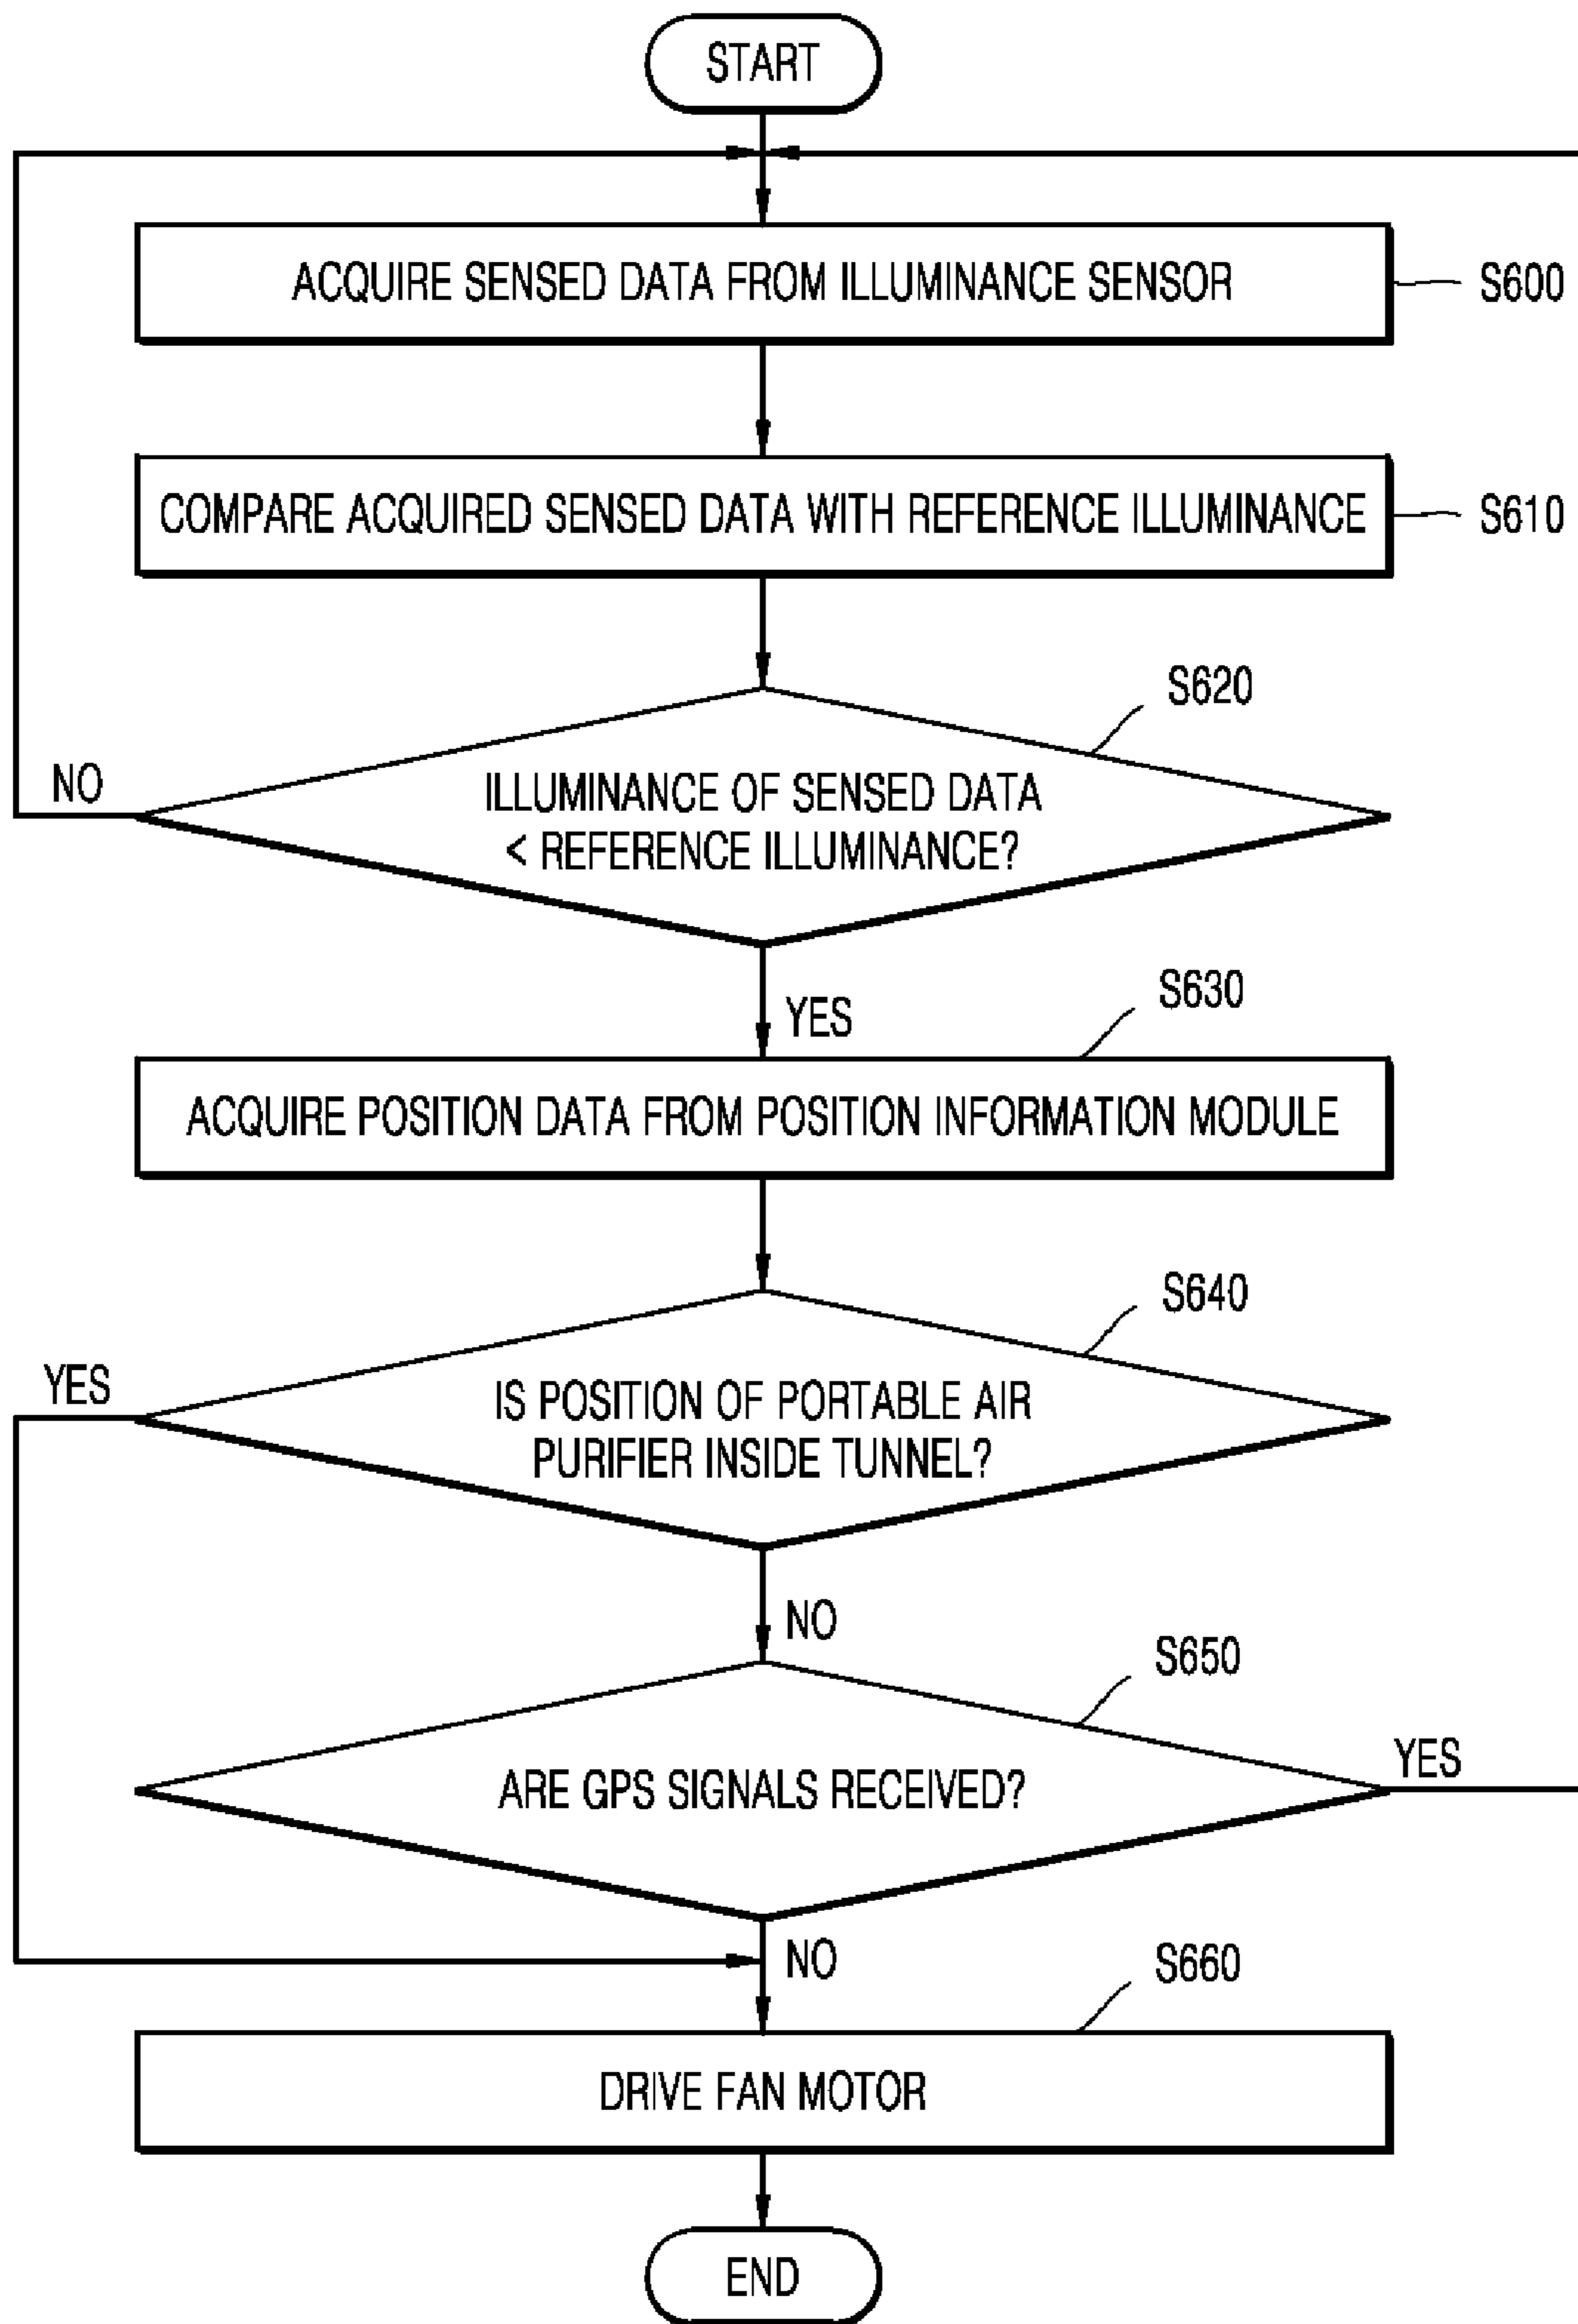 START
ACQUIRE SENSED DATA FROM ILLUMINANCE SENSOR
S600
COMPARE ACQUIRED SENSED DATA WITH REFERENCE ILLUMINANCE
S610
S620
NO
ILLUMINANCE OF SENSED DATA
< REFERENCE ILLUMINANCE?
YES
S630
ACQUIRE POSITION DATA FROM POSITION INFORMATION MODULE
S640
YES
IS POSITION OF PORTABLE AIR
PURIFIER INSIDE TUNNEL?
NO
S650
YES
ARE GPS SIGNALS RECEIVED?
NO
S660
DRIVE FAN MOTOR
END